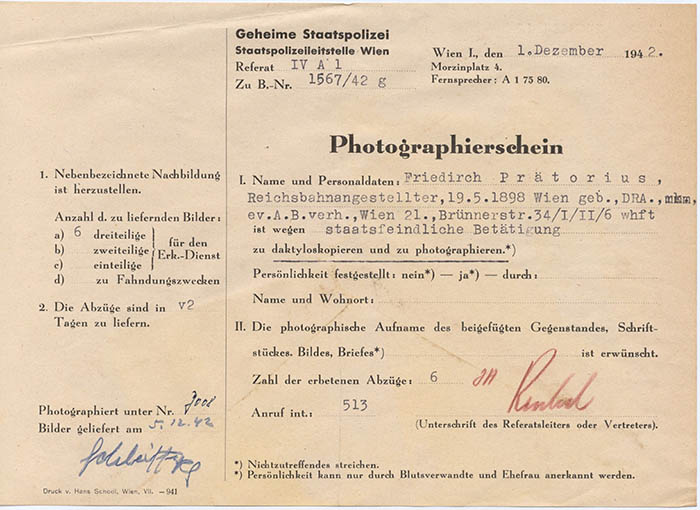 Geheime Staatspolizei
Staatspolizeileitstelle Wien
Referat IV A 1
Zu B.-Nr. 1567/42 g
Wien I., den 1.Dezember 1942.
Morzinplatz 4.
Fernsprecher: A 1 75 80.
Photographierschein
1. Nebenbezeichnete Nachbildung
ist herzustellen.
Anzahl d. zu liefernden Bilder:
a) 6 dreiteilige
b) zweiteilige
c) einteilige
für den
Erk.-Dienst
d) zu Fahndungszwecken
2. Die Abzüge sind in v2
Tagen zu liefern.
Photographiert unter Nr.
Bilder geliefert am 5.12.42
I. Name und Personaldaten: Friedirch Prätorius,
Reichsbahnangestellter, 19.5.1898 Wien geb., DRA.,
ev.A.B.verh., Wien 21., Brünnerstr.34/I/II/6 whft
ist wegen staatsfeindliche Betätigung
zu daktyloskopieren und zu photographieren.*)
Persönlichkeit festgestellt: nein*) — ja*) — durch:
Name und Wohnort:
II. Die photographische Aufname des beigefügten Gegenstandes, Schrift-
stückes. Bildes, Briefes*) ist erwünscht.
Zahl der erbetenen Abzüge: 6
Anruf int.: 513
(Unterschrift des Referatsleiters oder Vertreters).
*) Nichtzutreffendes streichen.
*) Persönlichkeit kann nur durch Blutsverwandte und Ehefrau anerkannt werden.
Druck v. Hans School, Wien, VII. — 941